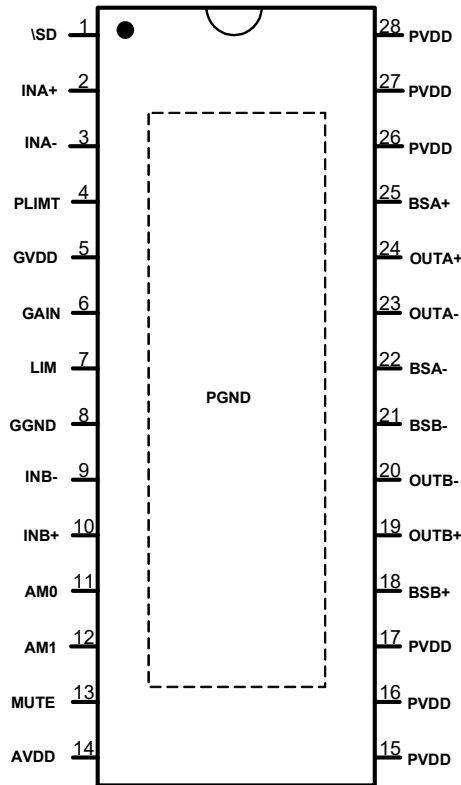 \SD 1 28 PVDD
INA+ 2 27 PVDD
INA- 3 26 PVDD
PLIMT 4 25 BSA+
GVDD 5 24 OUTA+
GAIN 6 23 OUTA-
LIM 7 22 BSA-
PGND
GGND 8 21 BSB-
INB- 9 20 OUTB-
INB+ 10 19 OUTB+
AM0 11 18 BSB+
AM1 12 17 PVDD
MUTE 13 16 PVDD
AVDD 14 15 PVDD